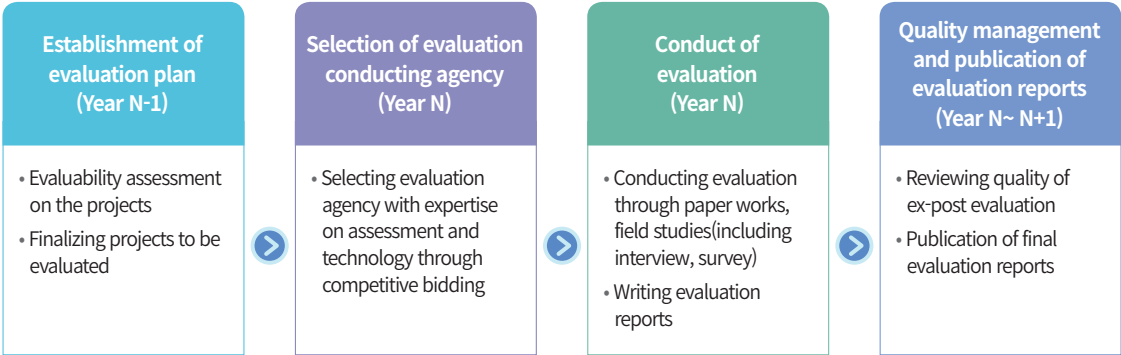 Establishment of
evaluation plan
(Year N-1)
• Evaluability assessment
on the projects
• Finalizing projects to be
evaluated
Selection of evaluation
conducting agency
(Year N)
• Selecting evaluation
agency with expertise
on assessment and
technology through
competitive bidding
Conduct of
evaluation
(Year N)
• Conducting evaluation
through paper works,
field studies(including
interview, survey)
• Writing evaluation
reports
Quality management
and publication of
evaluation reports
(Year N~ N+1)
• Reviewing quality of
ex-post evaluation
• Publication of final
evaluation reports